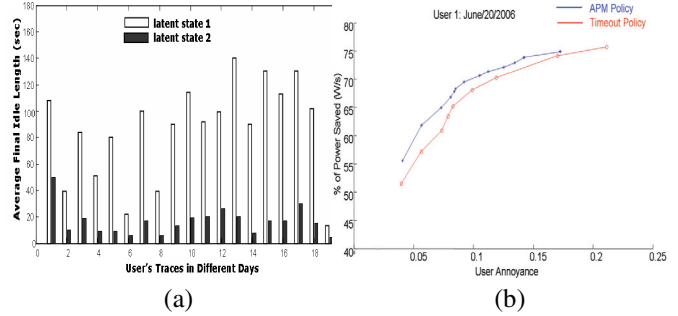 latent state 1
latent state 2
Average Final Idle Length (sec)
180
160
140
120
100
80
60
40
20
0
0 2 4 6 8 10 12 14 16 18
User's Traces in Different Days
(a)
User 1: June/20/2006
APM Policy
Timeout Policy
% of Power Saved (W/s)
80
75
70
65
60
55
50
45
40
0.05 0.1 0.15 0.2 0.25
User Annoyance
(b)